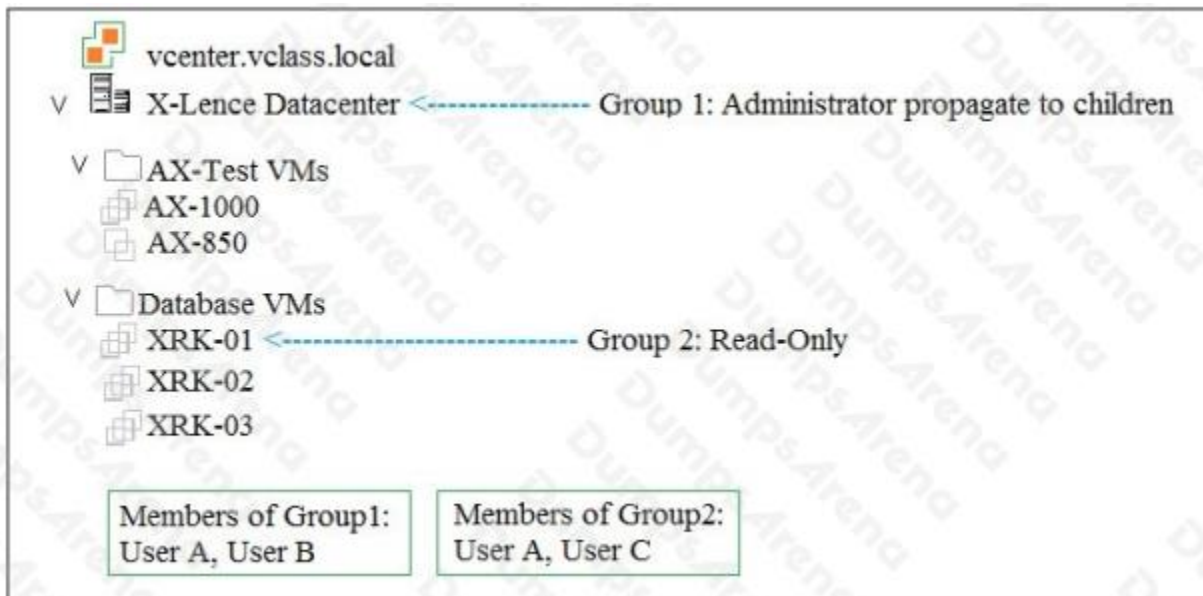 vcenter.vclass.local
v X-Lence Datacenter <------------- Group 1: Administrator propagate to children
v AX-Test VMs
AX-1000
AX-850
v Database VMs
XRK-01 <----------------------- Group 2: Read-Only
XRK-02
XRK-03
Members of Group1:
User A, User B
Members of Group2:
User A, User C
DumpsArena